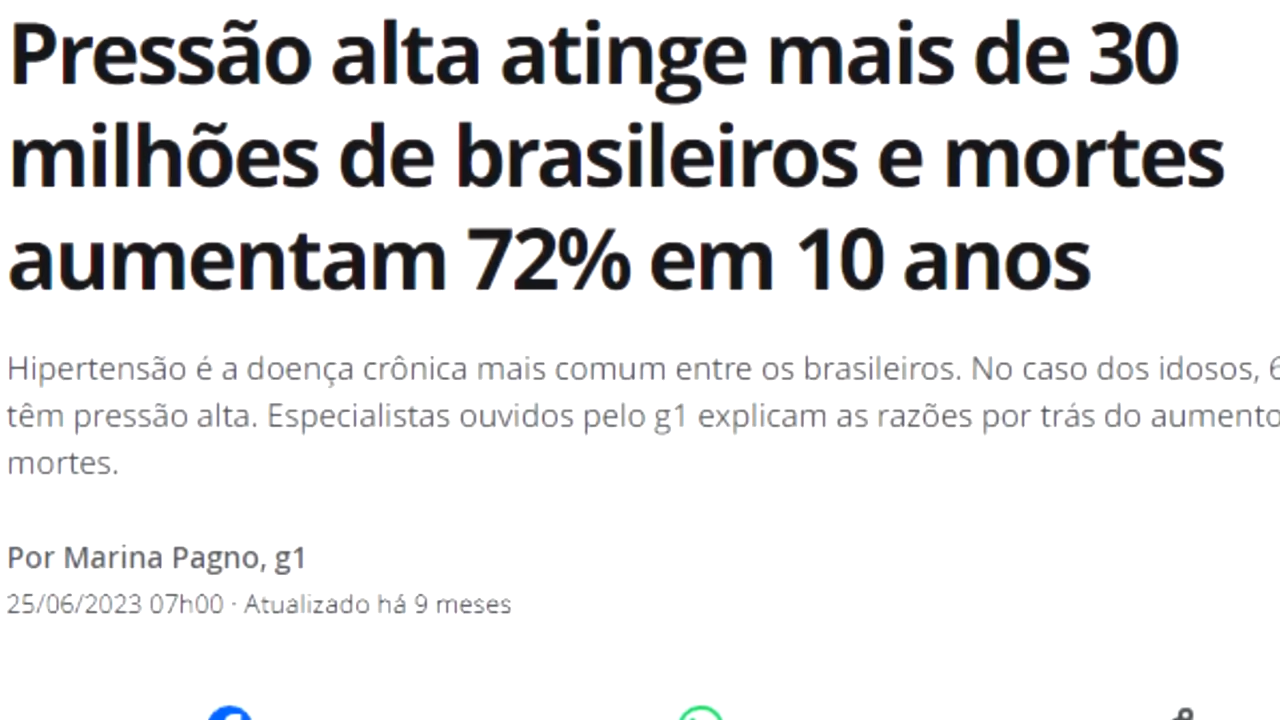 Pressão alta atinge mais de 30
milhões de brasileiros e mortes
aumentam 72% em 10 anos
Hipertensão é a doença crônica mais comum entre os brasileiros. No caso dos idosos,
têm pressão alta. Especialistas ouvidos pelo g1 explicam as razões por trás do aumento
mortes.
Por Marina Pagno, g1
25/06/2023 07h00 · Atualizado há 9 meses